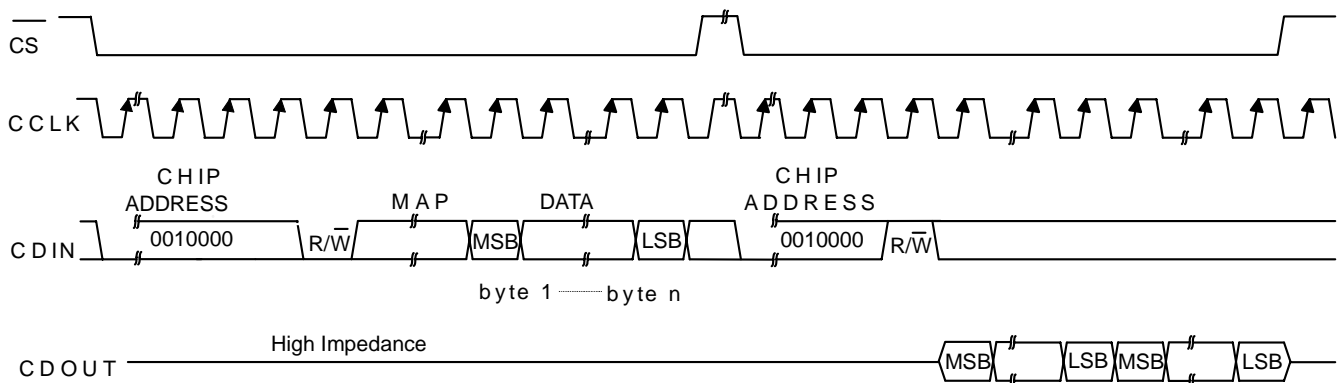 CS
CCLK
CHIP
ADDRESS
MAP
DATA
CHIP
ADDRESS
CDIN
0010000
R/W
MSB
LSB
0010000
R/W
byte 1 byte n
High Impedance
CDOUT
MSB
LSB
MSB
LSB